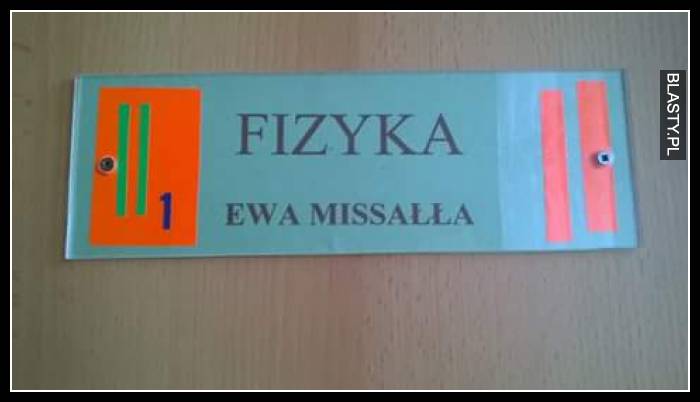 FIZYKA
EWA MISSAŁŁA
1
BLASTY.PL